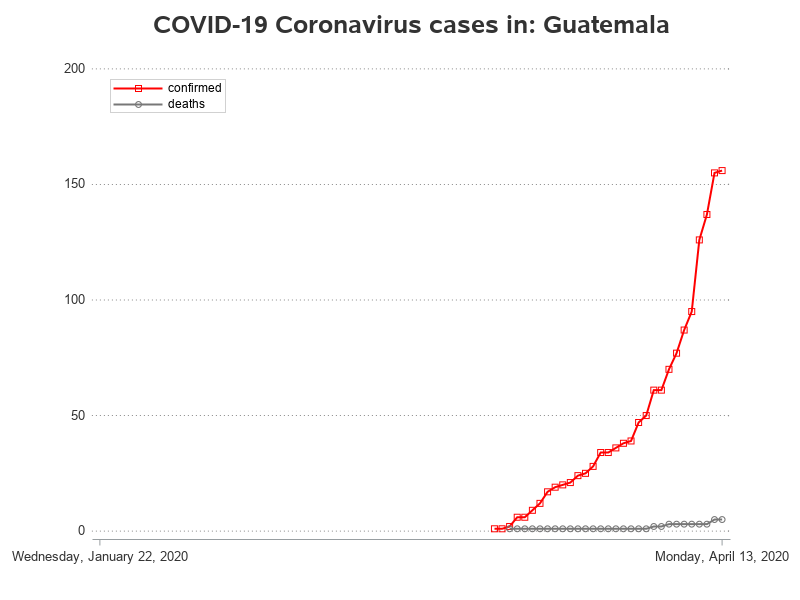 COVID-19 Coronavirus cases in: Guatemala
200
confirmed
deaths
150
100
50
0
Wednesday, January 22, 2020 Monday, April 13, 2020